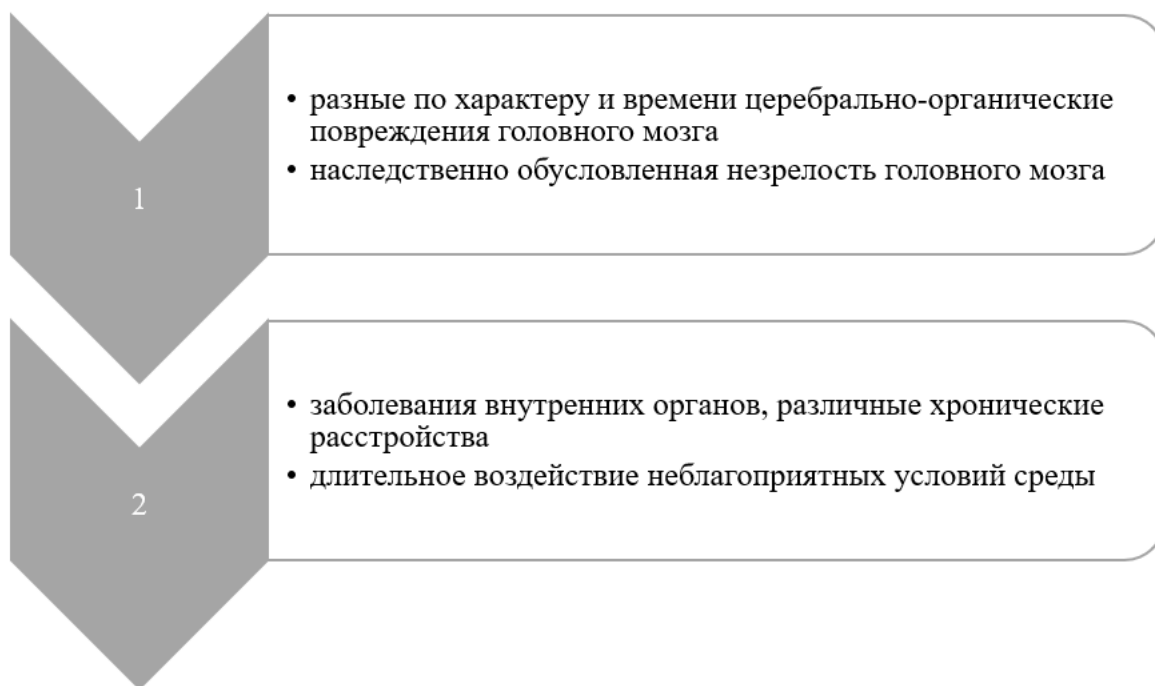 1
• разные по характеру и времени церебрально-органические
повреждения головного мозга
• наследственно обусловленная незрелость головного мозга
2
• заболевания внутренних органов, различные хронические
расстройства
• длительное воздействие неблагоприятных условий среды